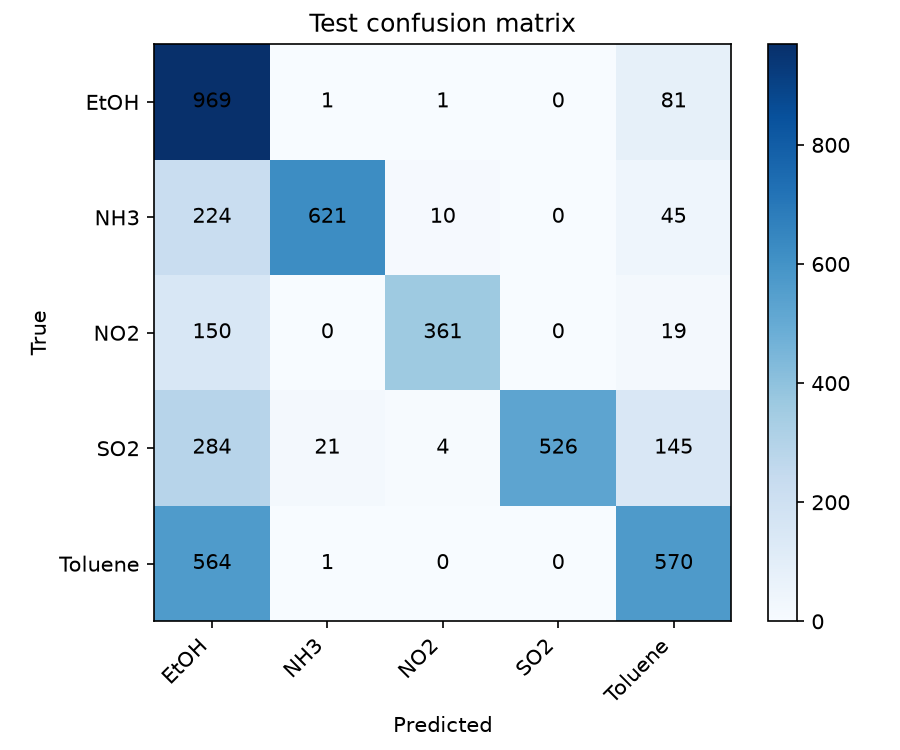 Test confusion matrix
True
EtOH 969 1 1 0 81
NH3 224 621 10 0 45
NO2 150 0 361 0 19
SO2 284 21 4 526 145
Toluene 564 1 0 0 570
EtOH NH3 NO2 SO2 Toluene
Predicted
800
600
400
200
0